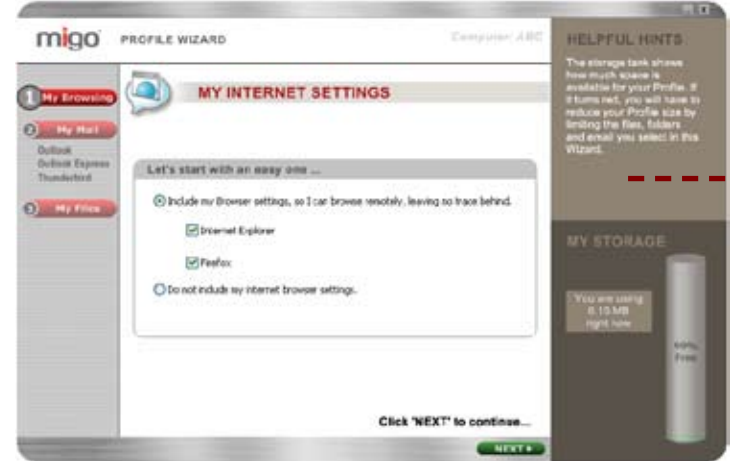 migo PROFILE WIZARD
Computer: ABC
1 My Browsing
2 My Mail
Outlook
Outlook Express
Thunderbird
3 My Files
MY INTERNET SETTINGS
Let's start with an easy one ...
Include my Browser settings, so I can browse remotely, leaving no trace behind.
Internet Explorer
Firefox
Do not include my internet browser settings.
Click 'NEXT' to continue...
NEXT
HELPFUL HINTS
The storage tank shows
how much space is
available for your Profile. If
it turns red, you will have to
reduce your Profile size by
limiting the files, folders
and email you select in this
Wizard.
MY STORAGE
You are using
MB
right now
Free